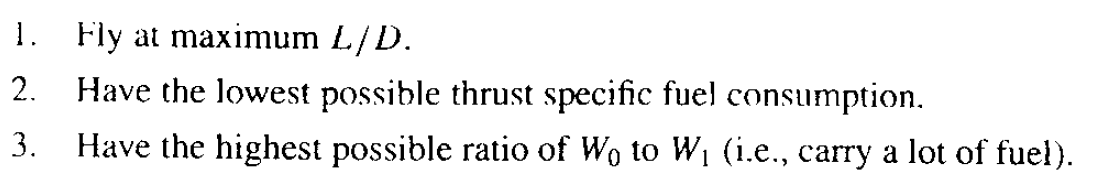 1. Fly at maximum L/D.
2. Have the lowest possible thrust specific fuel consumption.
3. Have the highest possible ratio of W₀ to W₁ (i.e., carry a lot of fuel).